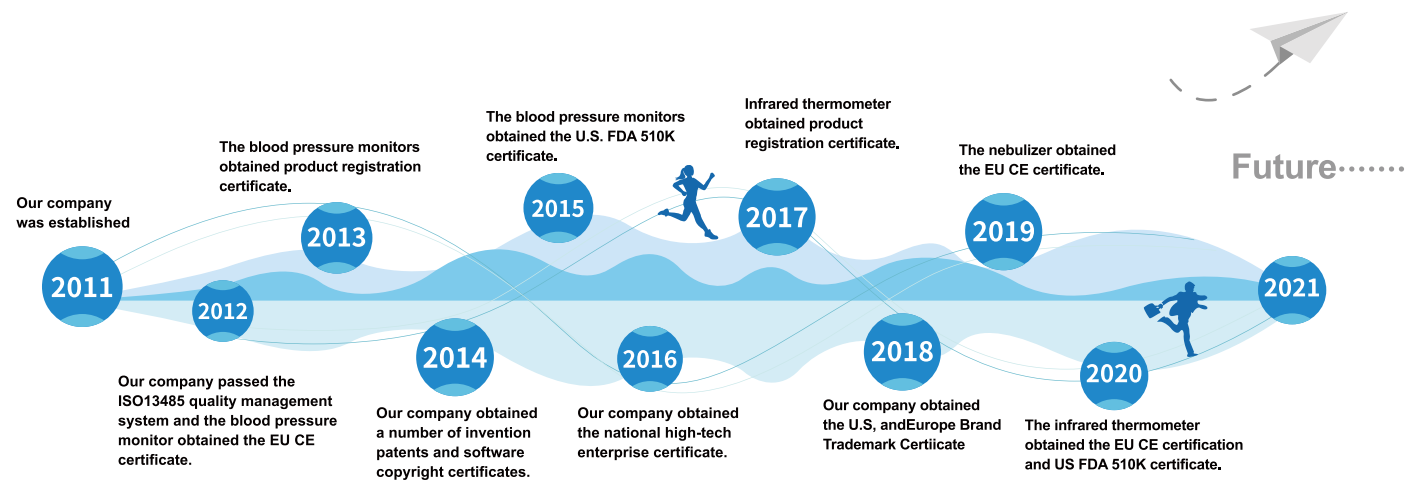 Our company
was established
2011
2012
Our company passed the
ISO13485 quality management
system and the blood pressure
monitor obtained the EU CE
certificate.
The blood pressure monitors
obtained product registration
certificate.
2013
2014
Our company obtained
a number of invention
patents and software
copyright certificates.
The blood pressure monitors
obtained the U.S. FDA 510K
certificate.
2015
2016
Our company obtained
the national high-tech
enterprise certificate.
Infrared thermometer
obtained product
registration certificate.
2017
2018
Our company obtained
the U.S, andEurope Brand
Trademark Certiicate
The nebulizer obtained
the EU CE certificate.
2019
2020
The infrared thermometer
obtained the EU CE certification
and US FDA 510K certificate.
2021
Future········